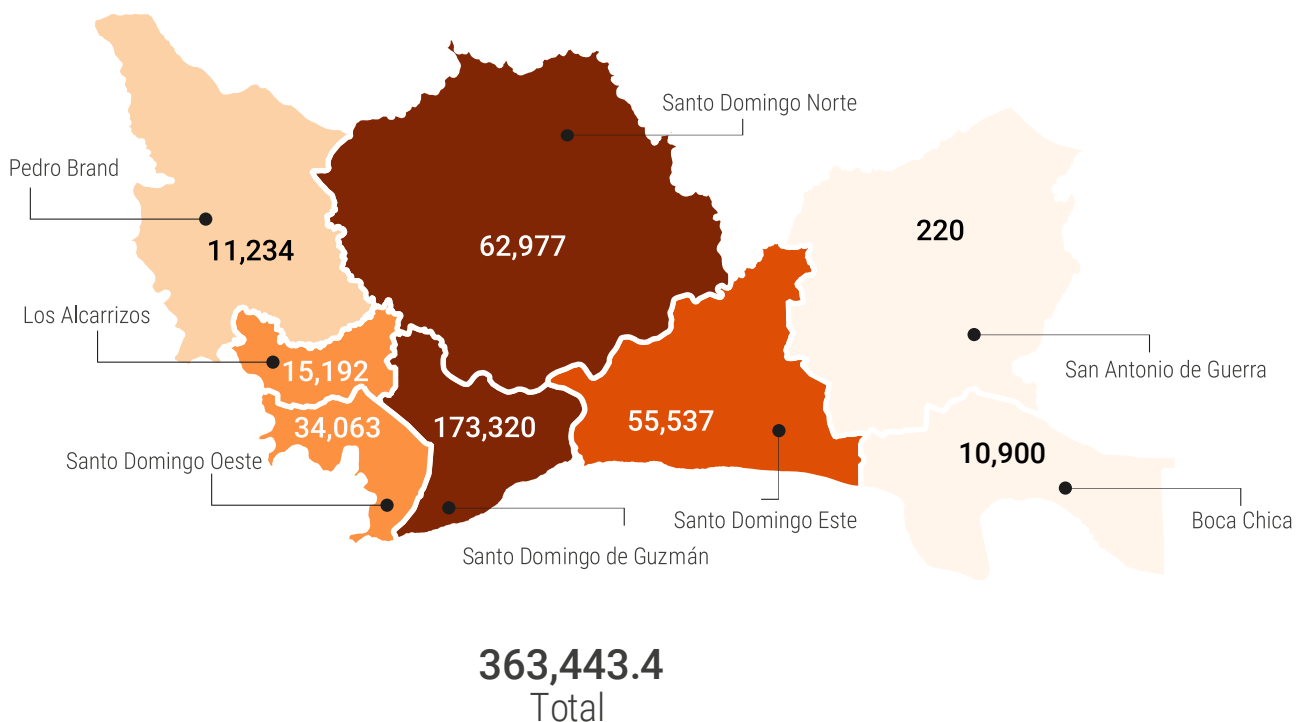 Santo Domingo Norte
Pedro Brand
11,234
62,977
220
Los Alcarrizos
15,192
San Antonio de Guerra
34,063
173,320
55,537
10,900
Santo Domingo Oeste
Santo Domingo Este
Boca Chica
Santo Domingo de Guzmán
363,443.4
Total